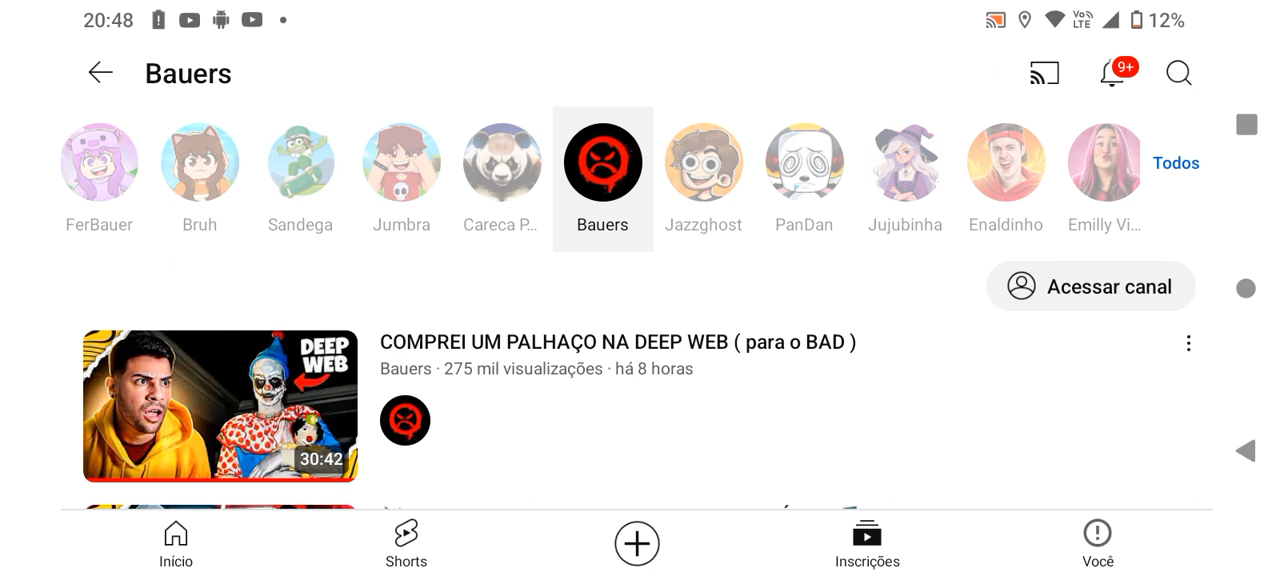 20:48
Vo)) LTE
12%
Bauers
9+
FerBauer
Bruh
Sandega
Jumbra
Careca P...
Bauers
Jazzghost
PanDan
Jujubinha
Enaldinho
Emilly Vi...
Todos
Acessar canal
DEEP
WEB
30:42
COMPREI UM PALHAÇO NA DEEP WEB ( para o BAD )
Bauers · 275 mil visualizações · há 8 horas
Início
Shorts
Inscrições
Você